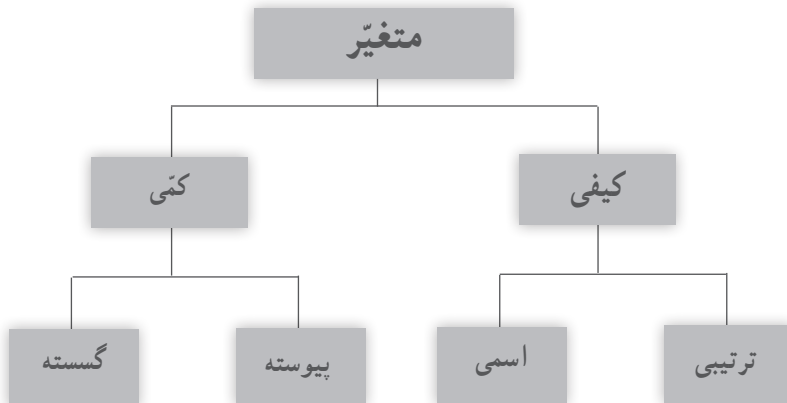 متغیّر
کیفی
کمّی
ترتیبی
اسمی
پیوسته
گسسته